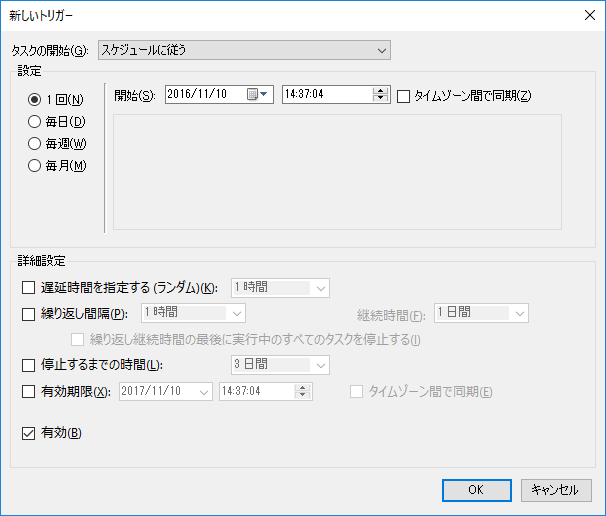 新しいトリガー
タスクの開始(G): スケジュールに従う
設定
1 回(N)
毎日(D)
毎週(W)
毎月(M)
開始(S): 2016/11/10 14:37:04 タイムゾーン間で同期(Z)
詳細設定
遅延時間を指定する (ランダム)(K): 1 時間
繰り返し間隔(P): 1 時間 継続時間(F): 1 日間
繰り返し継続時間の最後に実行中のすべてのタスクを停止する(I)
停止するまでの時間(L): 3 日間
有効期限(X): 2017/11/10 14:37:04 タイムゾーン間で同期(E)
有効(B)
OK キャンセル